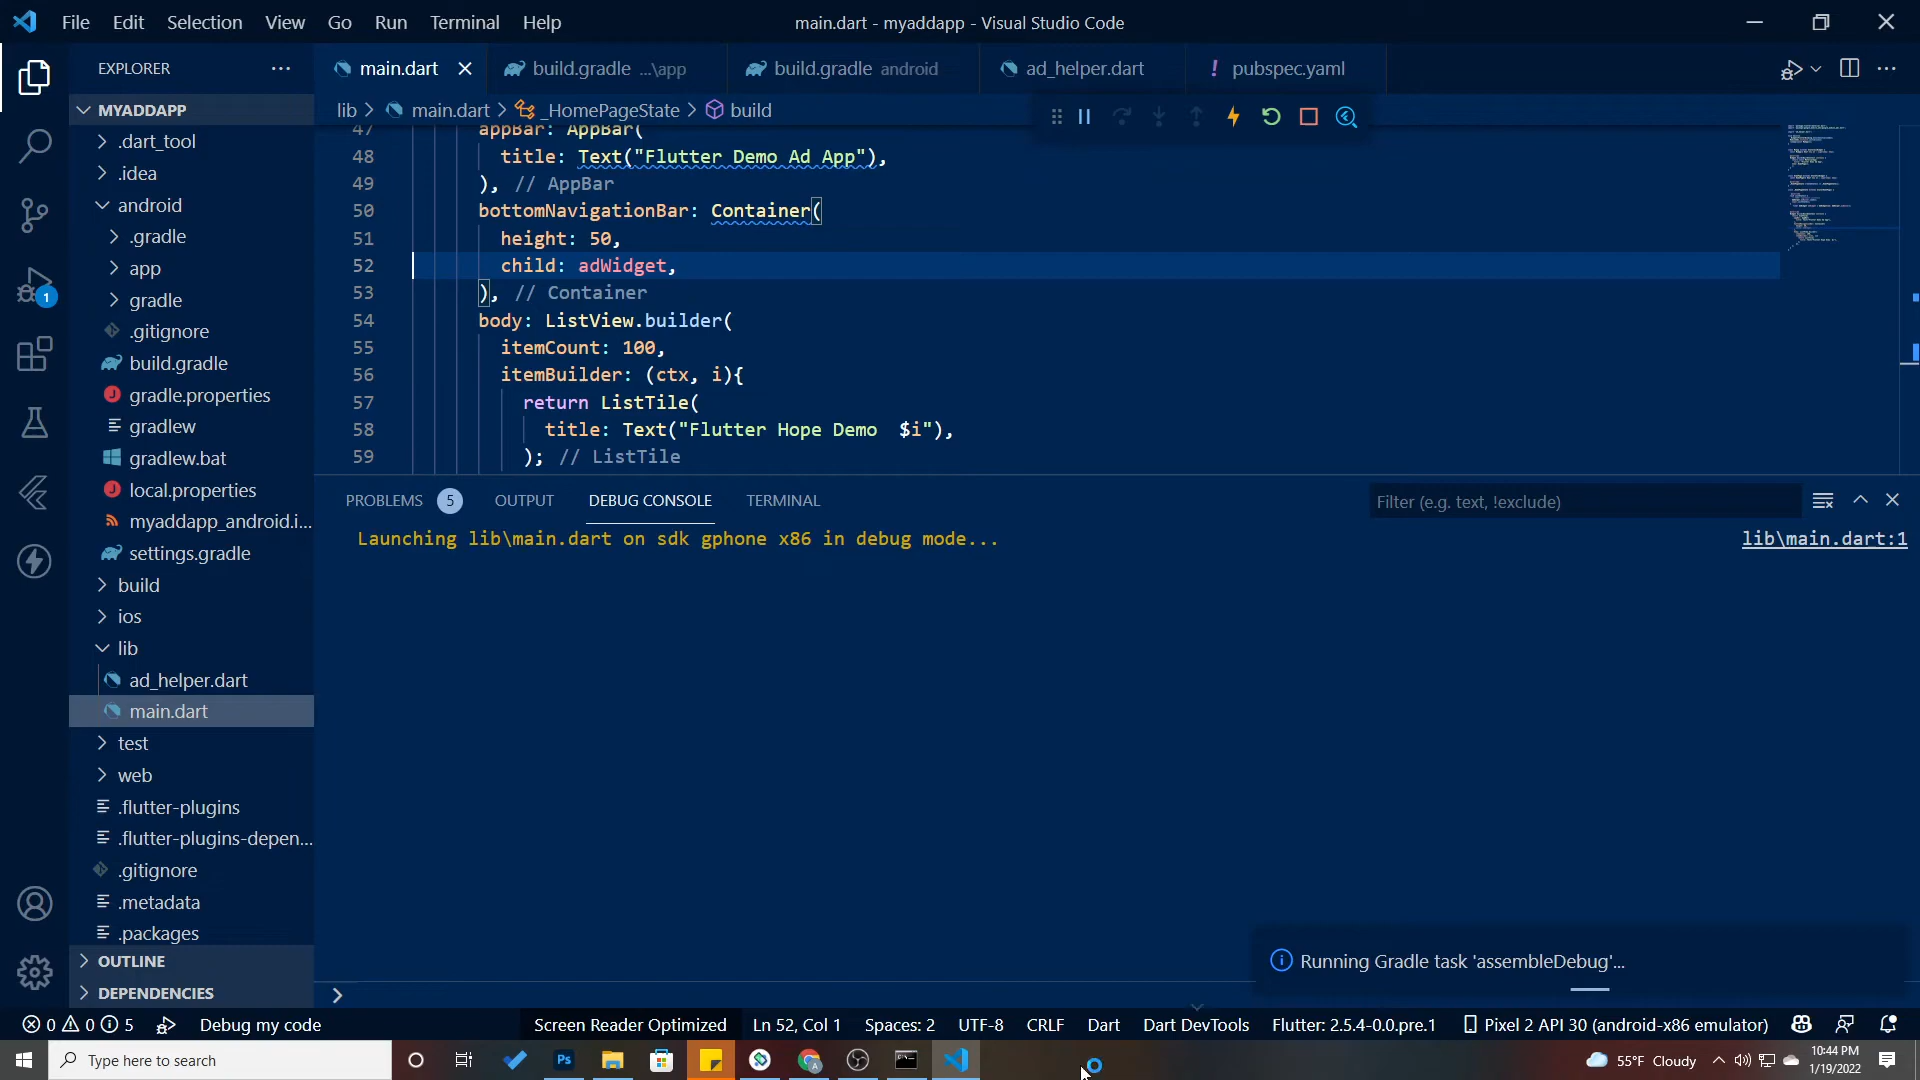 File Edit Selection View Go Run Terminal Help
main.dart - myaddapp - Visual Studio Code
EXPLORER
main.dart
build.gradle ...\app
build.gradle android
ad_helper.dart
! pubspec.yaml
MYADDAPP
lib > main.dart > _HomePageState > build
.dart_tool
.idea
android
.gradle
app
gradle
.gitignore
build.gradle
gradle.properties
gradlew
gradlew.bat
local.properties
myaddapp_android.i...
settings.gradle
build
ios
lib
ad_helper.dart
main.dart
test
web
.flutter-plugins
.flutter-plugins-depen...
.gitignore
.metadata
.packages
OUTLINE
DEPENDENCIES
1
47 appBar: AppBar(
48 title: Text("Flutter Demo Ad App"),
49 ), // AppBar
50 bottomNavigationBar: Container(
51 height: 50,
52 child: adWidget,
53 ), // Container
54 body: ListView.builder(
55 itemCount: 100,
56 itemBuilder: (ctx, i){
57 return ListTile(
58 title: Text("Flutter Hope Demo  $i"),
59 ); // ListTile
PROBLEMS 5 OUTPUT DEBUG CONSOLE TERMINAL
Filter (e.g. text, !exclude)
Launching lib\main.dart on sdk gphone x86 in debug mode...
lib\main.dart:1
Running Gradle task 'assembleDebug'...
0 0 5 Debug my code
Screen Reader Optimized Ln 52, Col 1 Spaces: 2 UTF-8 CRLF Dart Dart DevTools Flutter: 2.5.4-0.0.pre.1 Pixel 2 API 30 (android-x86 emulator)
Type here to search
Ps
55°F Cloudy
10:44 PM
1/19/2022